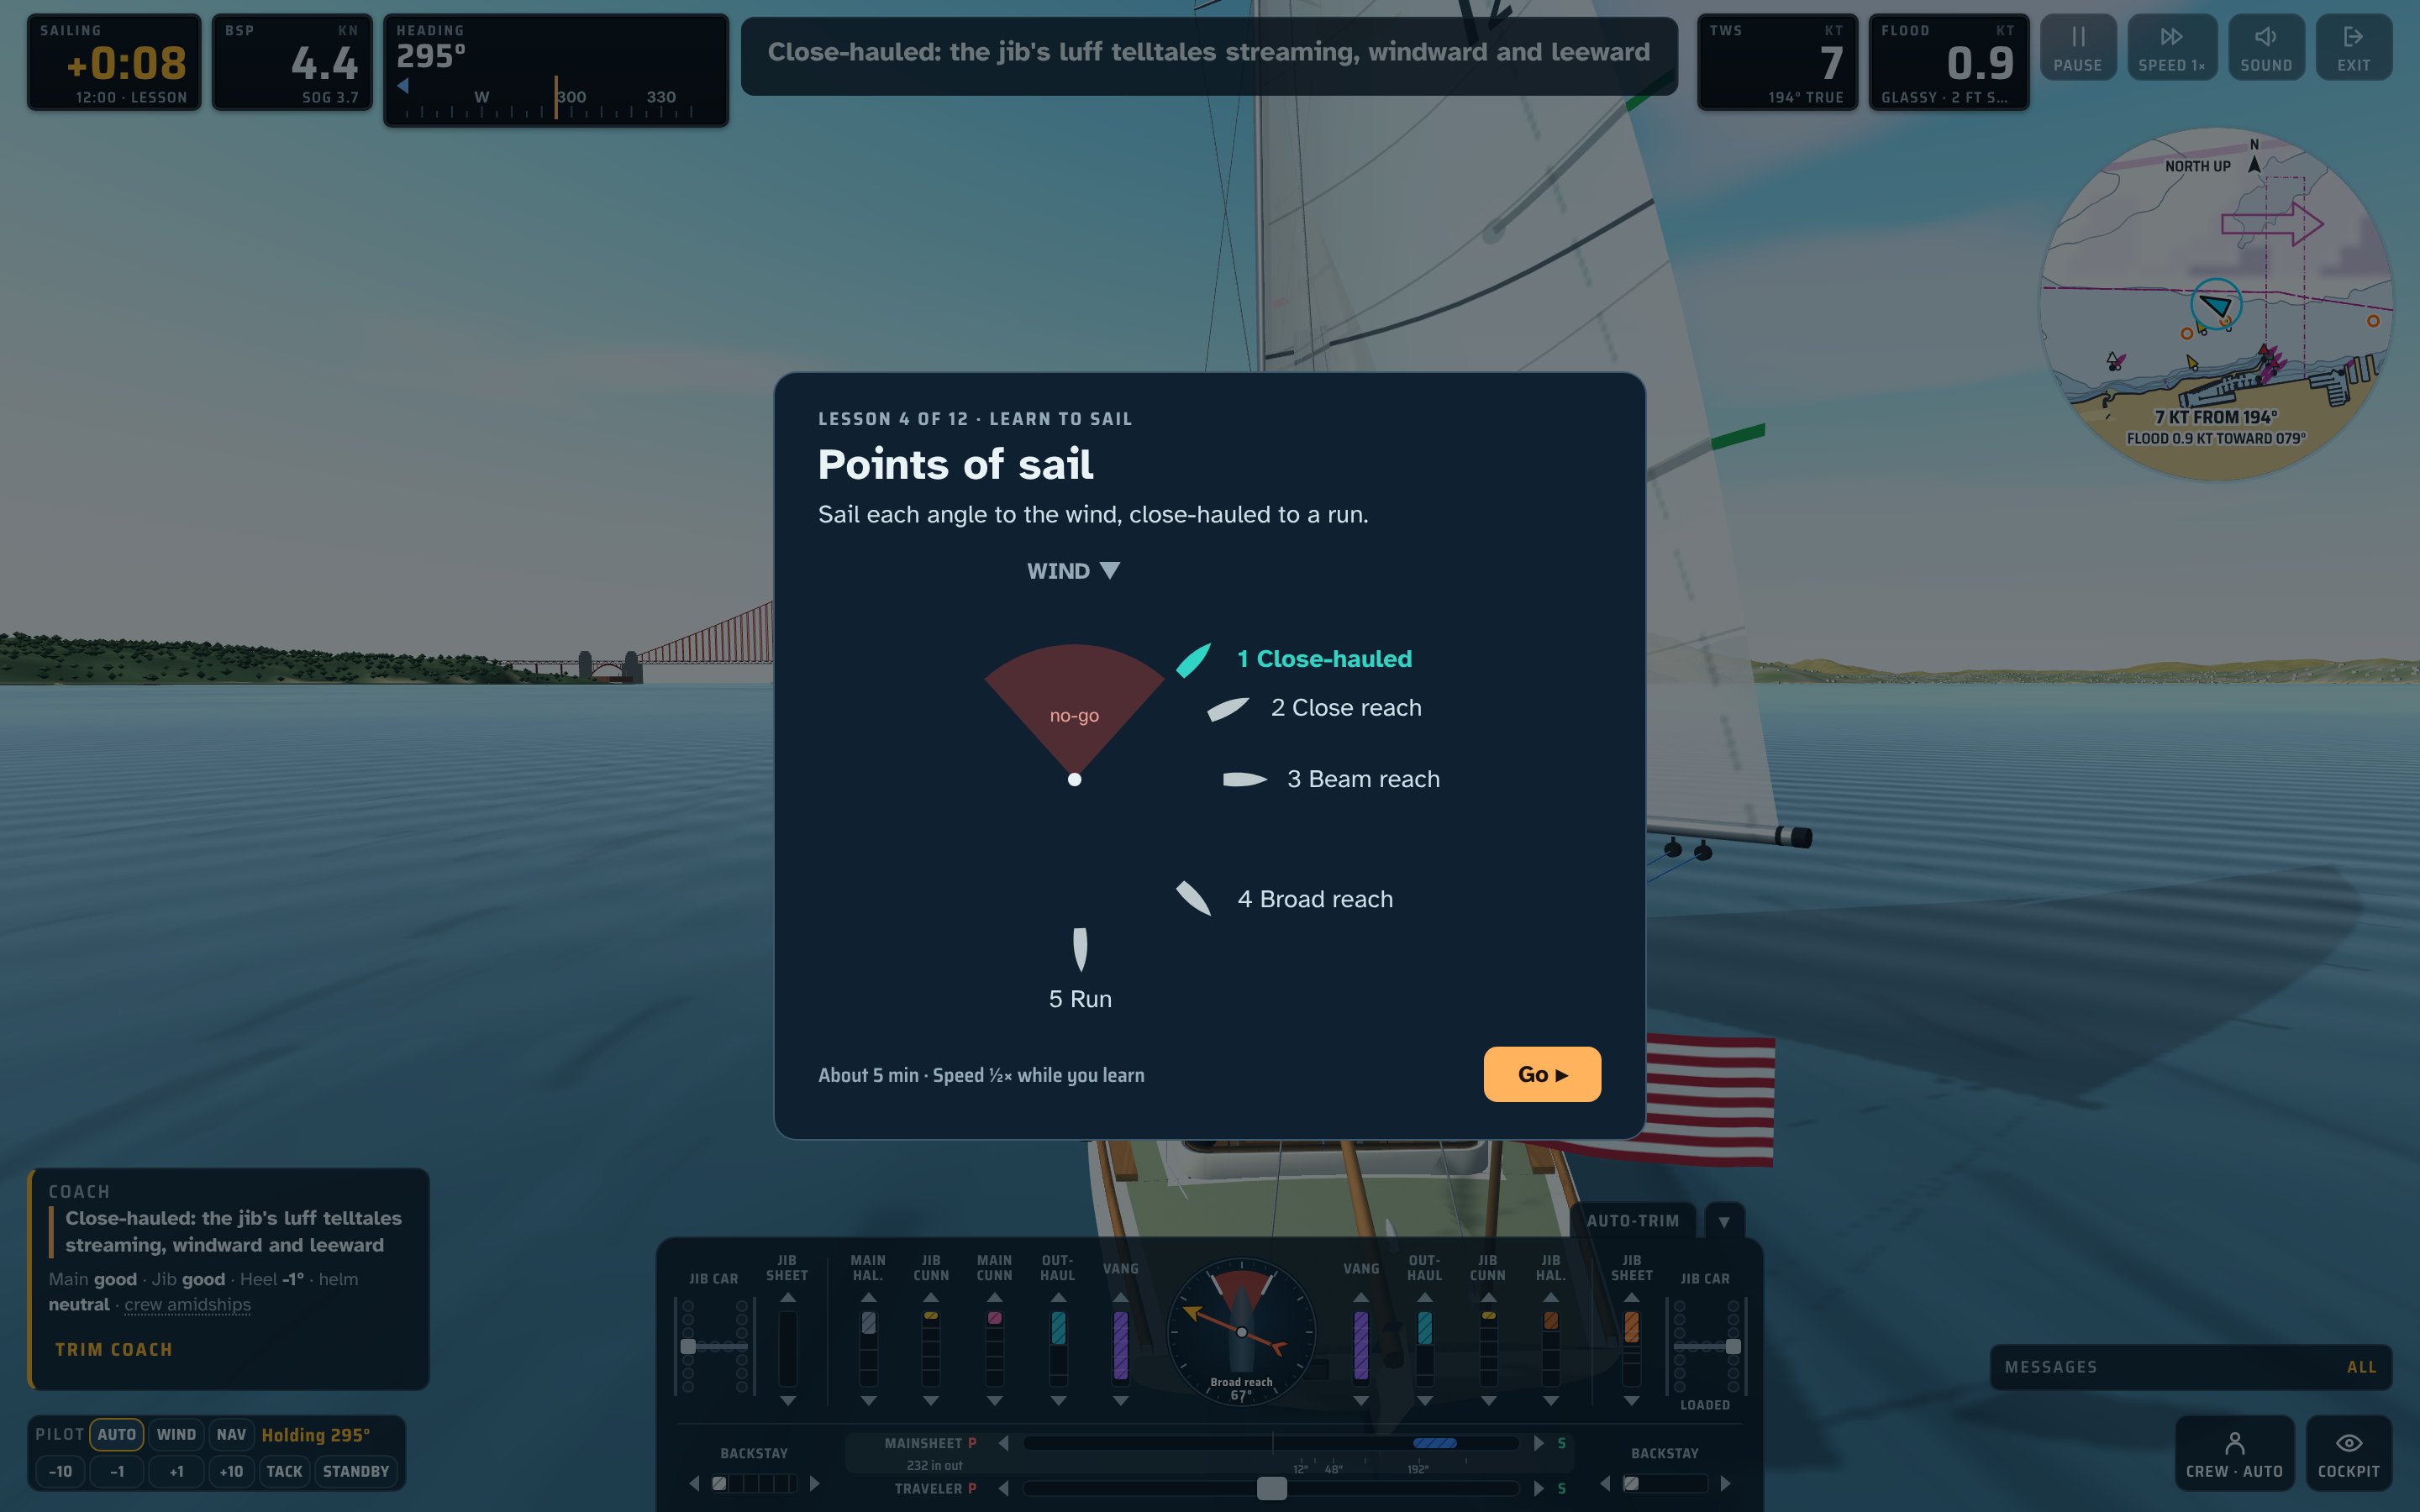 SAILING
+0:08
12:00 · LESSON
BSP KN
4.4
SOG 3.7
HEADING
295°
W 300 330
Close-hauled: the jib's luff telltales streaming, windward and leeward
TWS KT
7
194° TRUE
FLOOD KT
0.9
GLASSY · 2 FT S...
PAUSE
SPEED 1×
SOUND
EXIT
N
NORTH UP
7 KT FROM 194°
FLOOD 0.9 KT TOWARD 079°
LESSON 4 OF 12 · LEARN TO SAIL
Points of sail
Sail each angle to the wind, close-hauled to a run.
WIND ▼
no-go
1 Close-hauled
2 Close reach
3 Beam reach
4 Broad reach
5 Run
About 5 min · Speed ½× while you learn
Go ▸
COACH
Close-hauled: the jib's luff telltales
streaming, windward and leeward
Main good · Jib good · Heel -1° · helm
neutral · crew amidships
TRIM COACH
PILOT AUTO WIND NAV Holding 295°
-10 -1 +1 +10 TACK STANDBY
AUTO-TRIM ▼
JIB CAR
JIB SHEET
MAIN HAL.
JIB CUNN
MAIN CUNN
OUT-HAUL
VANG
Broad reach
67°
VANG
OUT-HAUL
JIB CUNN
JIB HAL.
JIB SHEET
JIB CAR
LOADED
BACKSTAY
MAINSHEET P S
232 in out
12" 48" 192"
TRAVELER P S
BACKSTAY
MESSAGES ALL
CREW · AUTO
COCKPIT